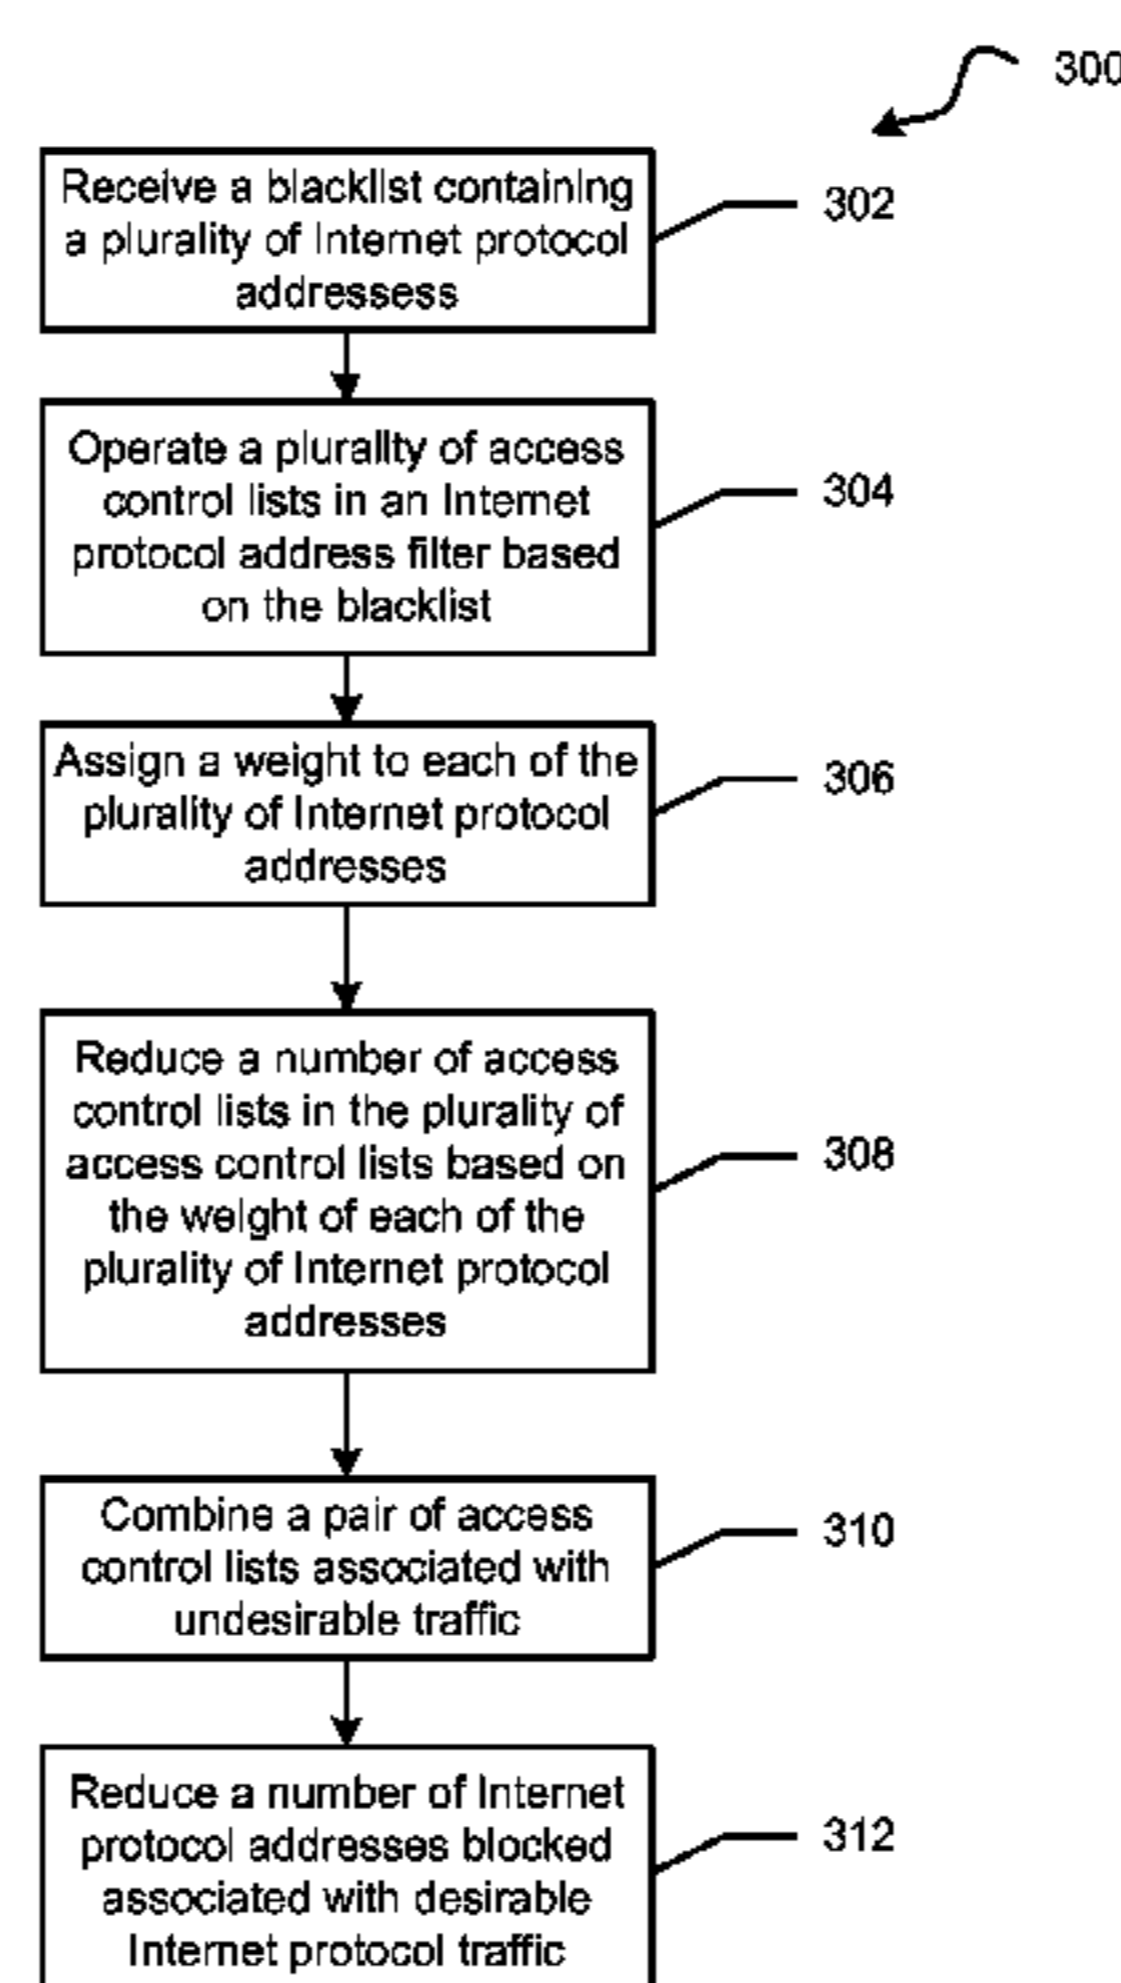 300
Receive a blacklist containing
a plurality of Internet protocol
addressess
302
Operate a plurality of access
control lists in an Internet
protocol address filter based
on the blacklist
304
Assign a weight to each of the
plurality of Internet protocol
addresses
306
Reduce a number of access
control lists in the plurality of
access control lists based on
the weight of each of the
plurality of Internet protocol
addresses
308
Combine a pair of access
control lists associated with
undesirable traffic
310
Reduce a number of Internet
protocol addresses blocked
associated with desirable
Internet protocol traffic
312